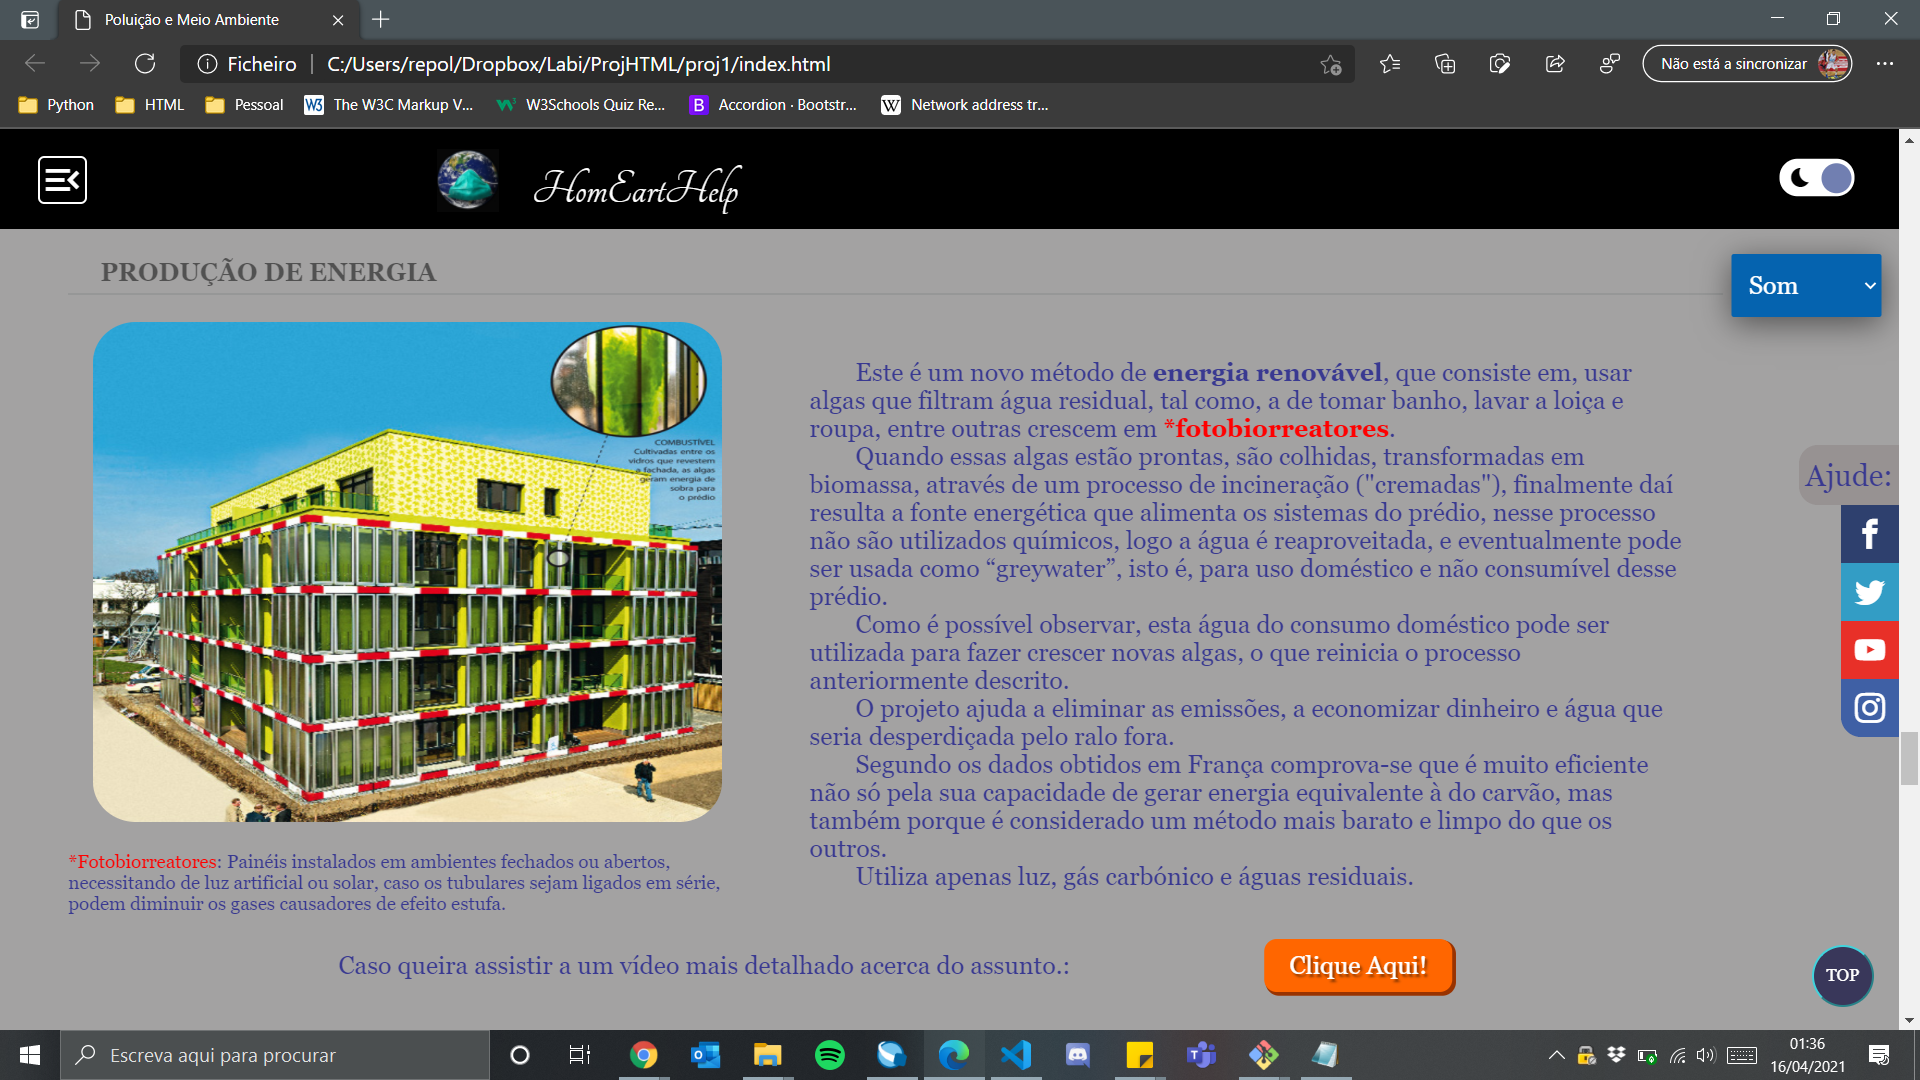 Poluição e Meio Ambiente
Ficheiro
C:/Users/repol/Dropbox/Labi/ProjHTML/proj1/index.html
Não está a sincronizar
Python
HTML
Pessoal
W3 The W3C Markup V...
W3Schools Quiz Re...
B Accordion · Bootstr...
W Network address tr...
HomEartHelp
PRODUÇÃO DE ENERGIA
Som
COMBUSTÍVEL
Cultivadas entre os
vidros que revestem
a fachada, as algas
geram energia de
sobra para
o prédio
Este é um novo método de energia renovável, que consiste em, usar
algas que filtram água residual, tal como, a de tomar banho, lavar a loiça e
roupa, entre outras crescem em *fotobiorreatores.
Quando essas algas estão prontas, são colhidas, transformadas em
biomassa, através de um processo de incineração ("cremadas"), finalmente daí
resulta a fonte energética que alimenta os sistemas do prédio, nesse processo
não são utilizados químicos, logo a água é reaproveitada, e eventualmente pode
ser usada como “greywater”, isto é, para uso doméstico e não consumível desse
prédio.
Como é possível observar, esta água do consumo doméstico pode ser
utilizada para fazer crescer novas algas, o que reinicia o processo
anteriormente descrito.
O projeto ajuda a eliminar as emissões, a economizar dinheiro e água que
seria desperdiçada pelo ralo fora.
Segundo os dados obtidos em França comprova-se que é muito eficiente
não só pela sua capacidade de gerar energia equivalente à do carvão, mas
também porque é considerado um método mais barato e limpo do que os
outros.
Utiliza apenas luz, gás carbónico e águas residuais.
Ajude:
*Fotobiorreatores: Painéis instalados em ambientes fechados ou abertos,
necessitando de luz artificial ou solar, caso os tubulares sejam ligados em série,
podem diminuir os gases causadores de efeito estufa.
Caso queira assistir a um vídeo mais detalhado acerca do assunto.:
Clique Aqui!
TOP
Escreva aqui para procurar
01:36
16/04/2021